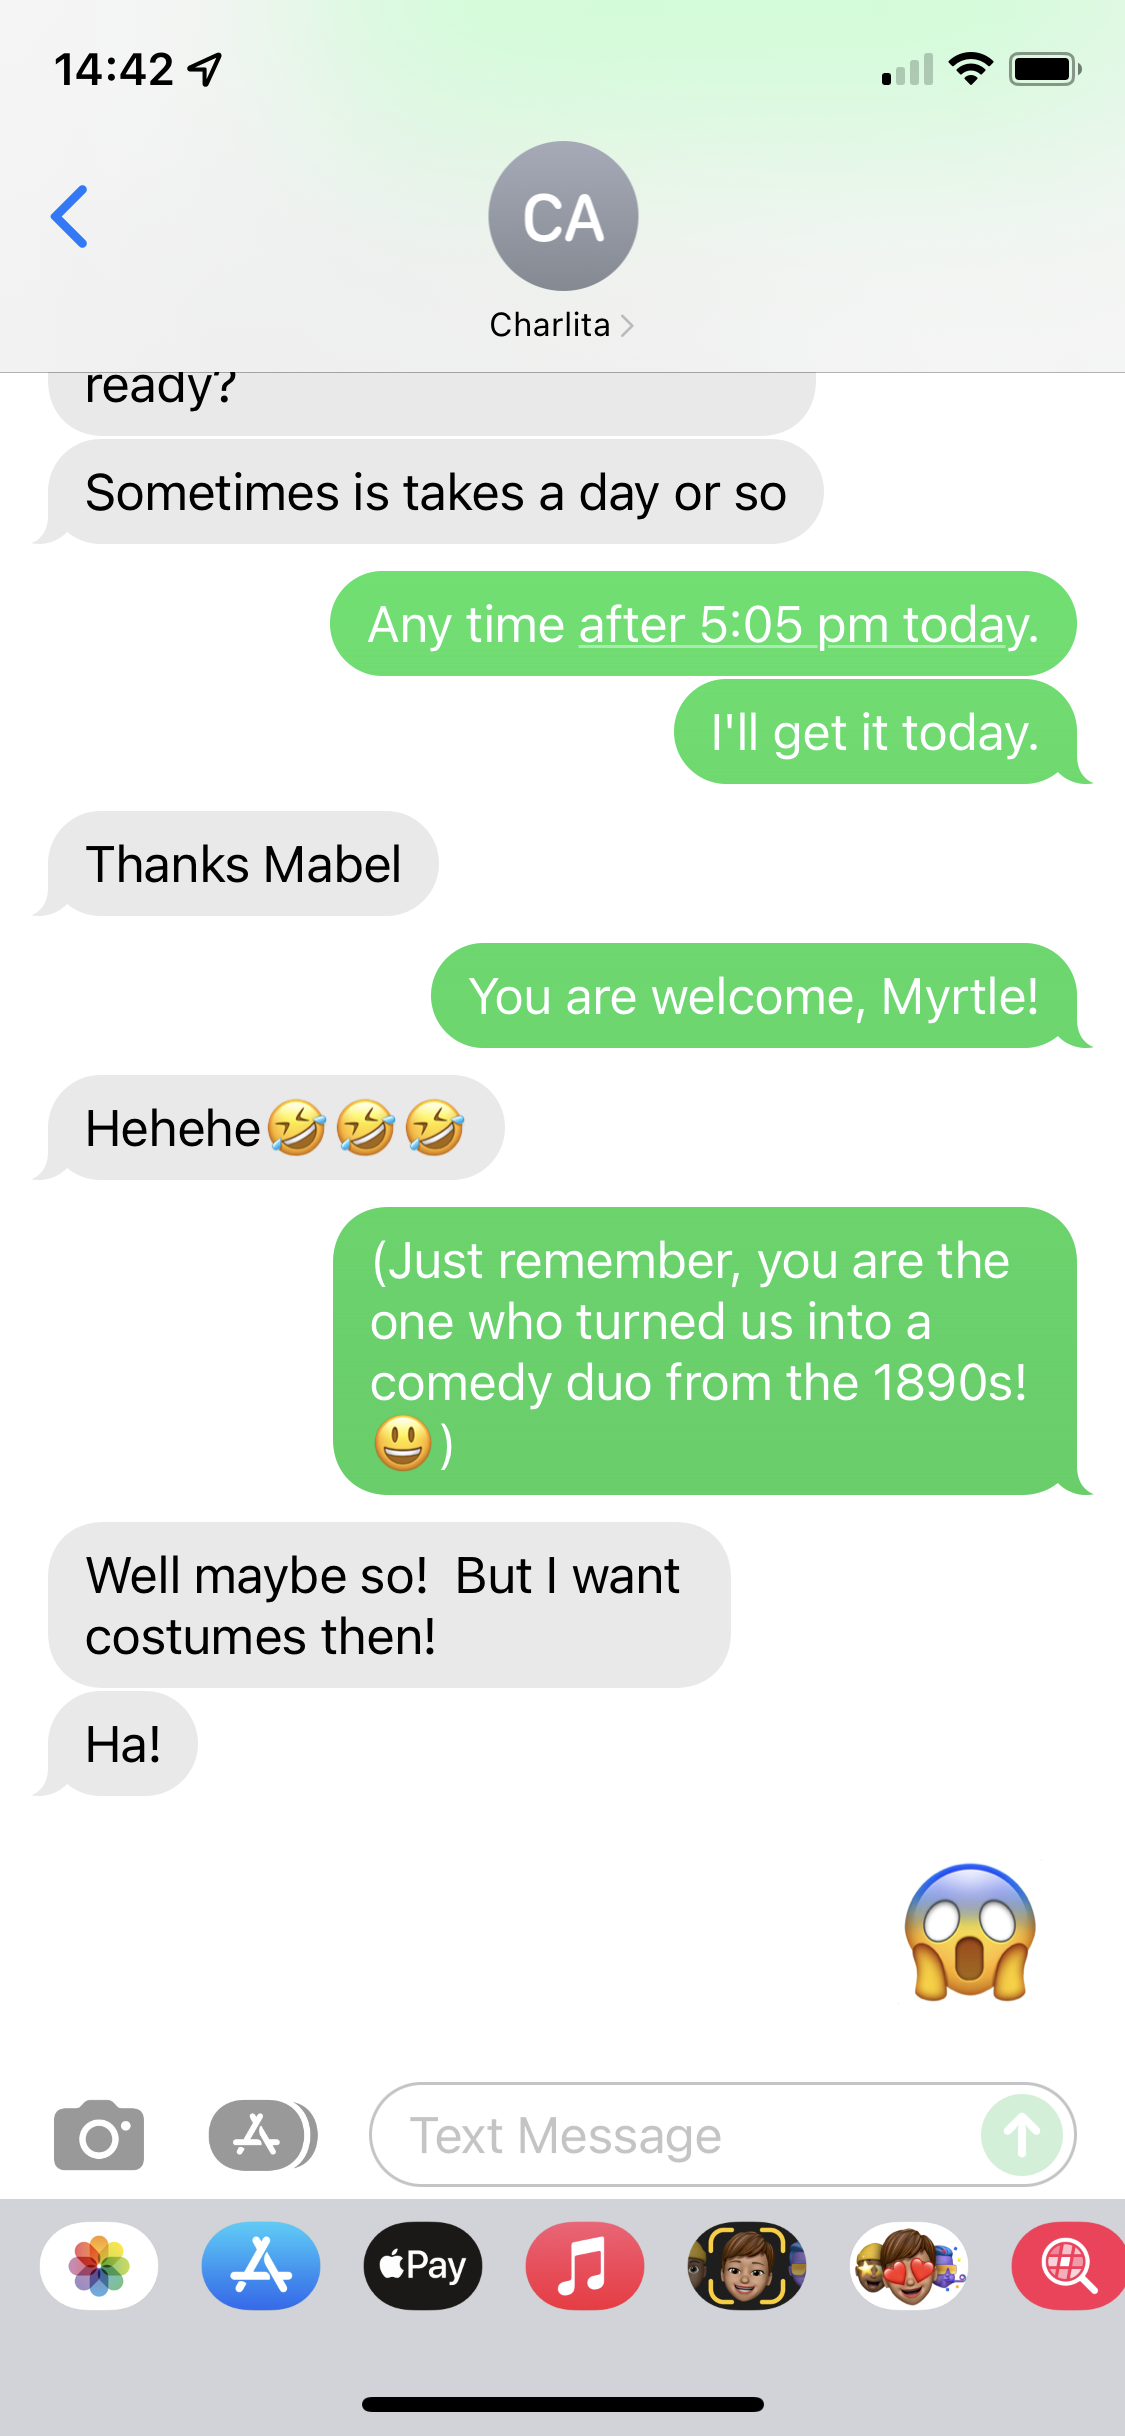 14:42
CA
Charlita
ready?
Sometimes is takes a day or so
Any time after 5:05 pm today.
I'll get it today.
Thanks Mabel
You are welcome, Myrtle!
Hehehe🤣🤣🤣
(Just remember, you are the
one who turned us into a
comedy duo from the 1890s!
😃)
Well maybe so!  But I want
costumes then!
Ha!
😱
Text Message
Pay